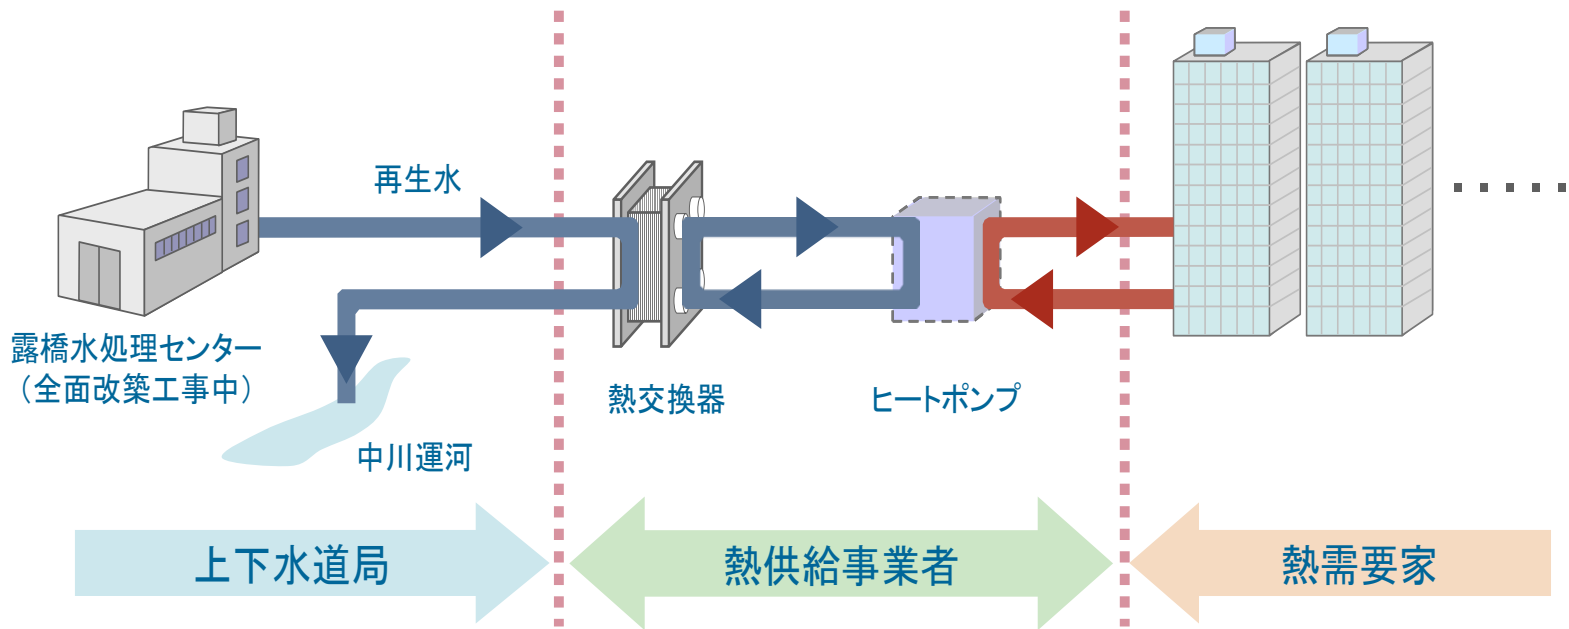 再生水
露橋水処理センター
（全面改築工事中）
中川運河
熱交換器
ヒートポンプ
上下水道局
熱供給事業者
熱需要家